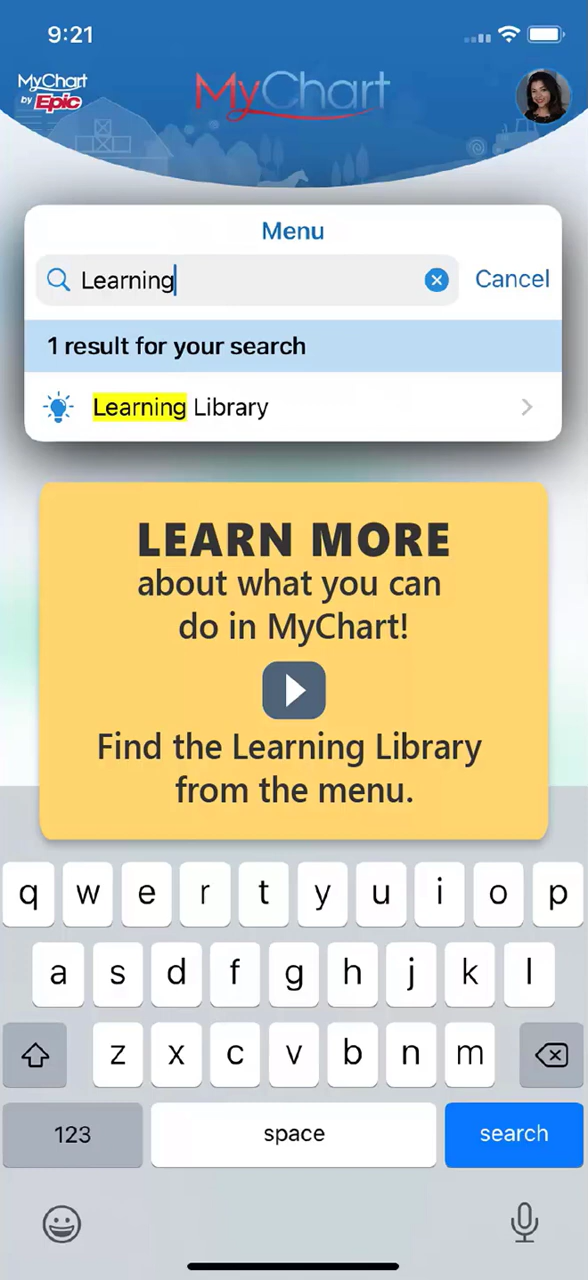 9:21
MyChart
by Epic
MyChart
Menu
Learning
Cancel
1 result for your search
Learning Library
LEARN MORE
about what you can
do in MyChart!
Find the Learning Library
from the menu.
q w e r t y u i o p
a s d f g h j k l
z x c v b n m
123 space search